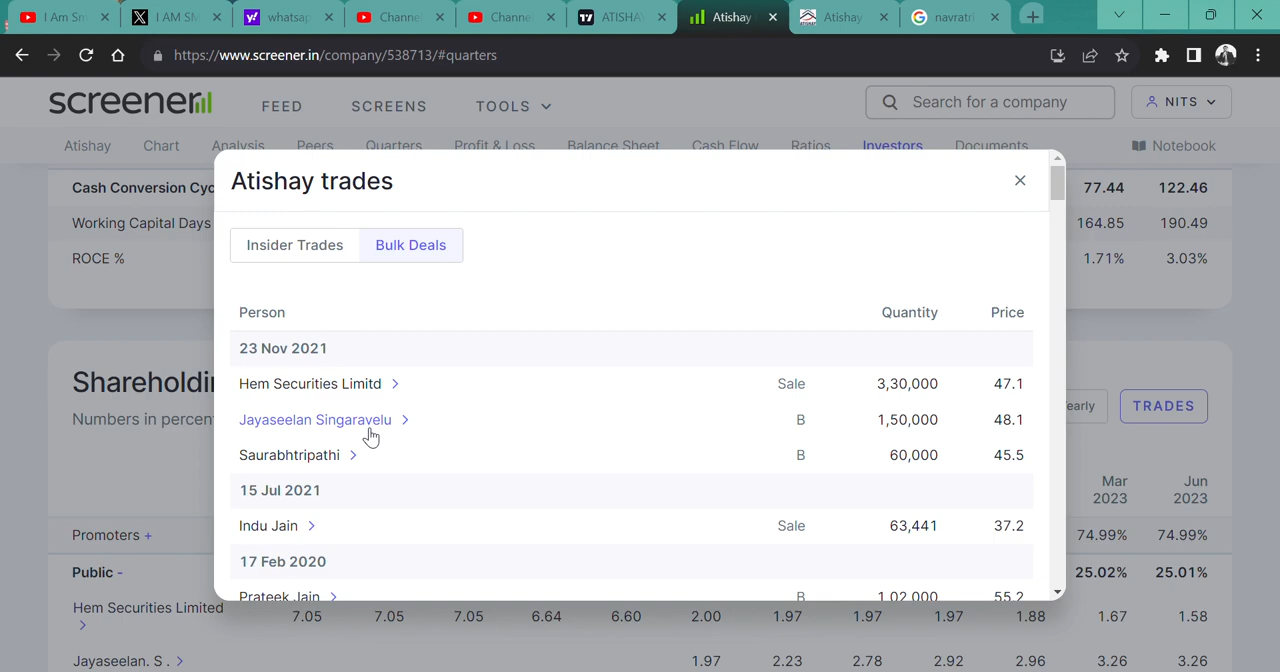 I Am Sm
I AM SM
whatsap
Channel
Channel
ATISHA
Atishay
Atishay
navratri
https://www.screener.in/company/538713/#quarters
screener
FEED
SCREENS
TOOLS
Search for a company
NITS
Atishay
Chart
Analysis
Peers
Quarters
Profit & Loss
Balance Sheet
Cash Flow
Ratios
Investors
Documents
Notebook
Cash Conversion Cyc
77.44 122.46
Working Capital Days
164.85 190.49
ROCE %
1.71% 3.03%
Atishay trades
Insider Trades
Bulk Deals
Person Quantity Price
23 Nov 2021
Hem Securities Limitd Sale 3,30,000 47.1
Jayaseelan Singaravelu B 1,50,000 48.1
Saurabhtripathi B 60,000 45.5
15 Jul 2021
Indu Jain Sale 63,441 37.2
17 Feb 2020
Prateek Jain B 1,02,000 55.2
Shareholdin
Numbers in percent
early
TRADES
Mar 2023
Jun 2023
Promoters + 74.99% 74.99%
Public - 25.02% 25.01%
Hem Securities Limited 7.05 7.05 7.05 6.64 6.60 2.00 1.97 1.97 1.97 1.88 1.67 1.58
Jayaseelan. S . 1.97 2.23 2.78 2.92 2.96 3.26 3.26